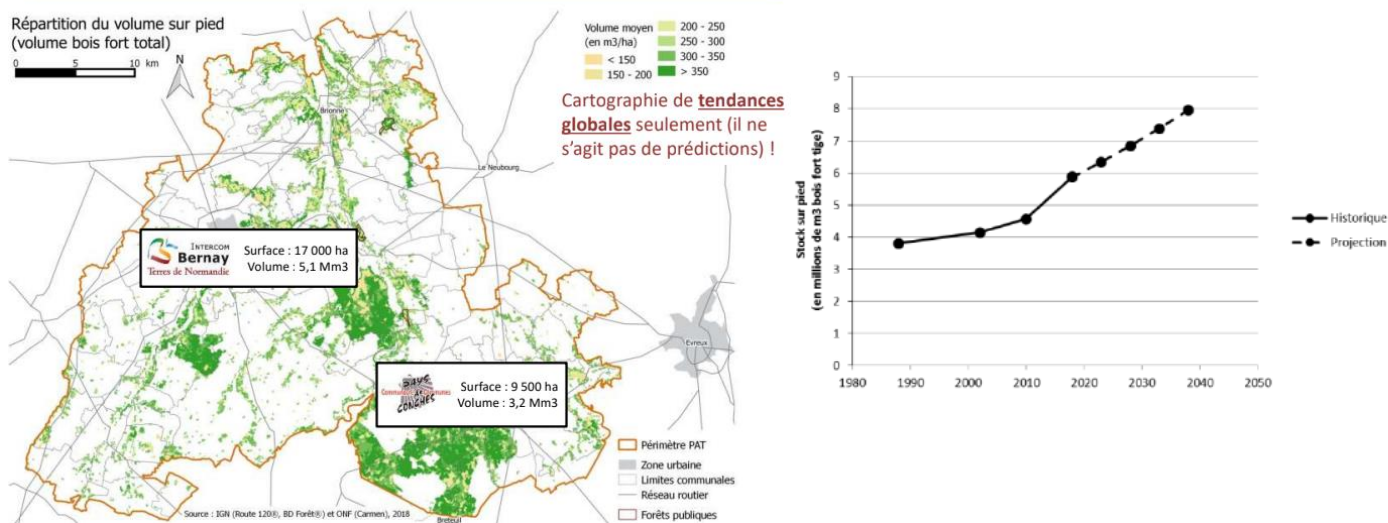 Répartition du volume sur pied
(volume bois fort total)
0 5 10 km
N
Volume moyen
(en m3/ha)
< 150
150 - 200
200 - 250
250 - 300
300 - 350
> 350
Cartographie de tendances
globales seulement (il ne
s'agit pas de prédictions) !
Brionne
Le Neubourg
INTERCOM
Bernay
Terres de Normandie
Surface : 17 000 ha
Volume : 5,1 Mm3
Evreux
PAYS
DE
CONCHES
Surface : 9 500 ha
Volume : 3,2 Mm3
Périmètre PAT
Zone urbaine
Limites communales
Réseau routier
Forêts publiques
Source : IGN (Route 120®, BD Forêt®) et ONF (Carmen), 2018
Breteuil
Stock sur pied
(en millions de m3 bois fort tige)
9
8
7
6
5
4
3
2
1
0
1980 1990 2000 2010 2020 2030 2040 2050
Historique
Projection